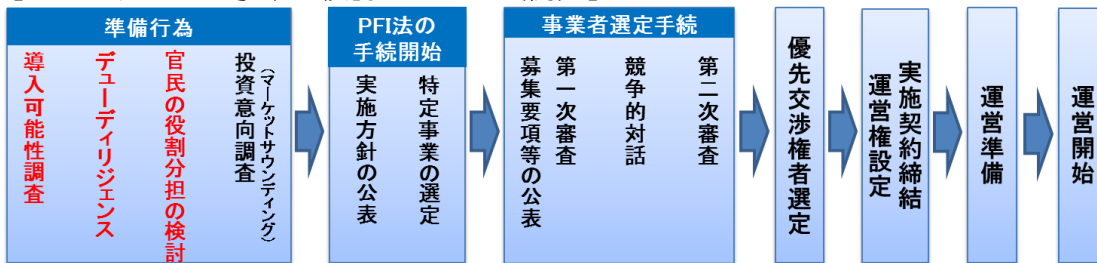 準備行為
導入可能性調査
デューディリジェンス
官民の役割分担の検討
投資意向調査
(マーケットサウンディング)
PFI法の
手続開始
実施方針の公表
特定事業の選定
事業者選定手続
募集要項等の公表
第一次審査
競争的対話
第二次審査
優先交渉権者選定
実施契約締結
運営権設定
運営準備
運営開始